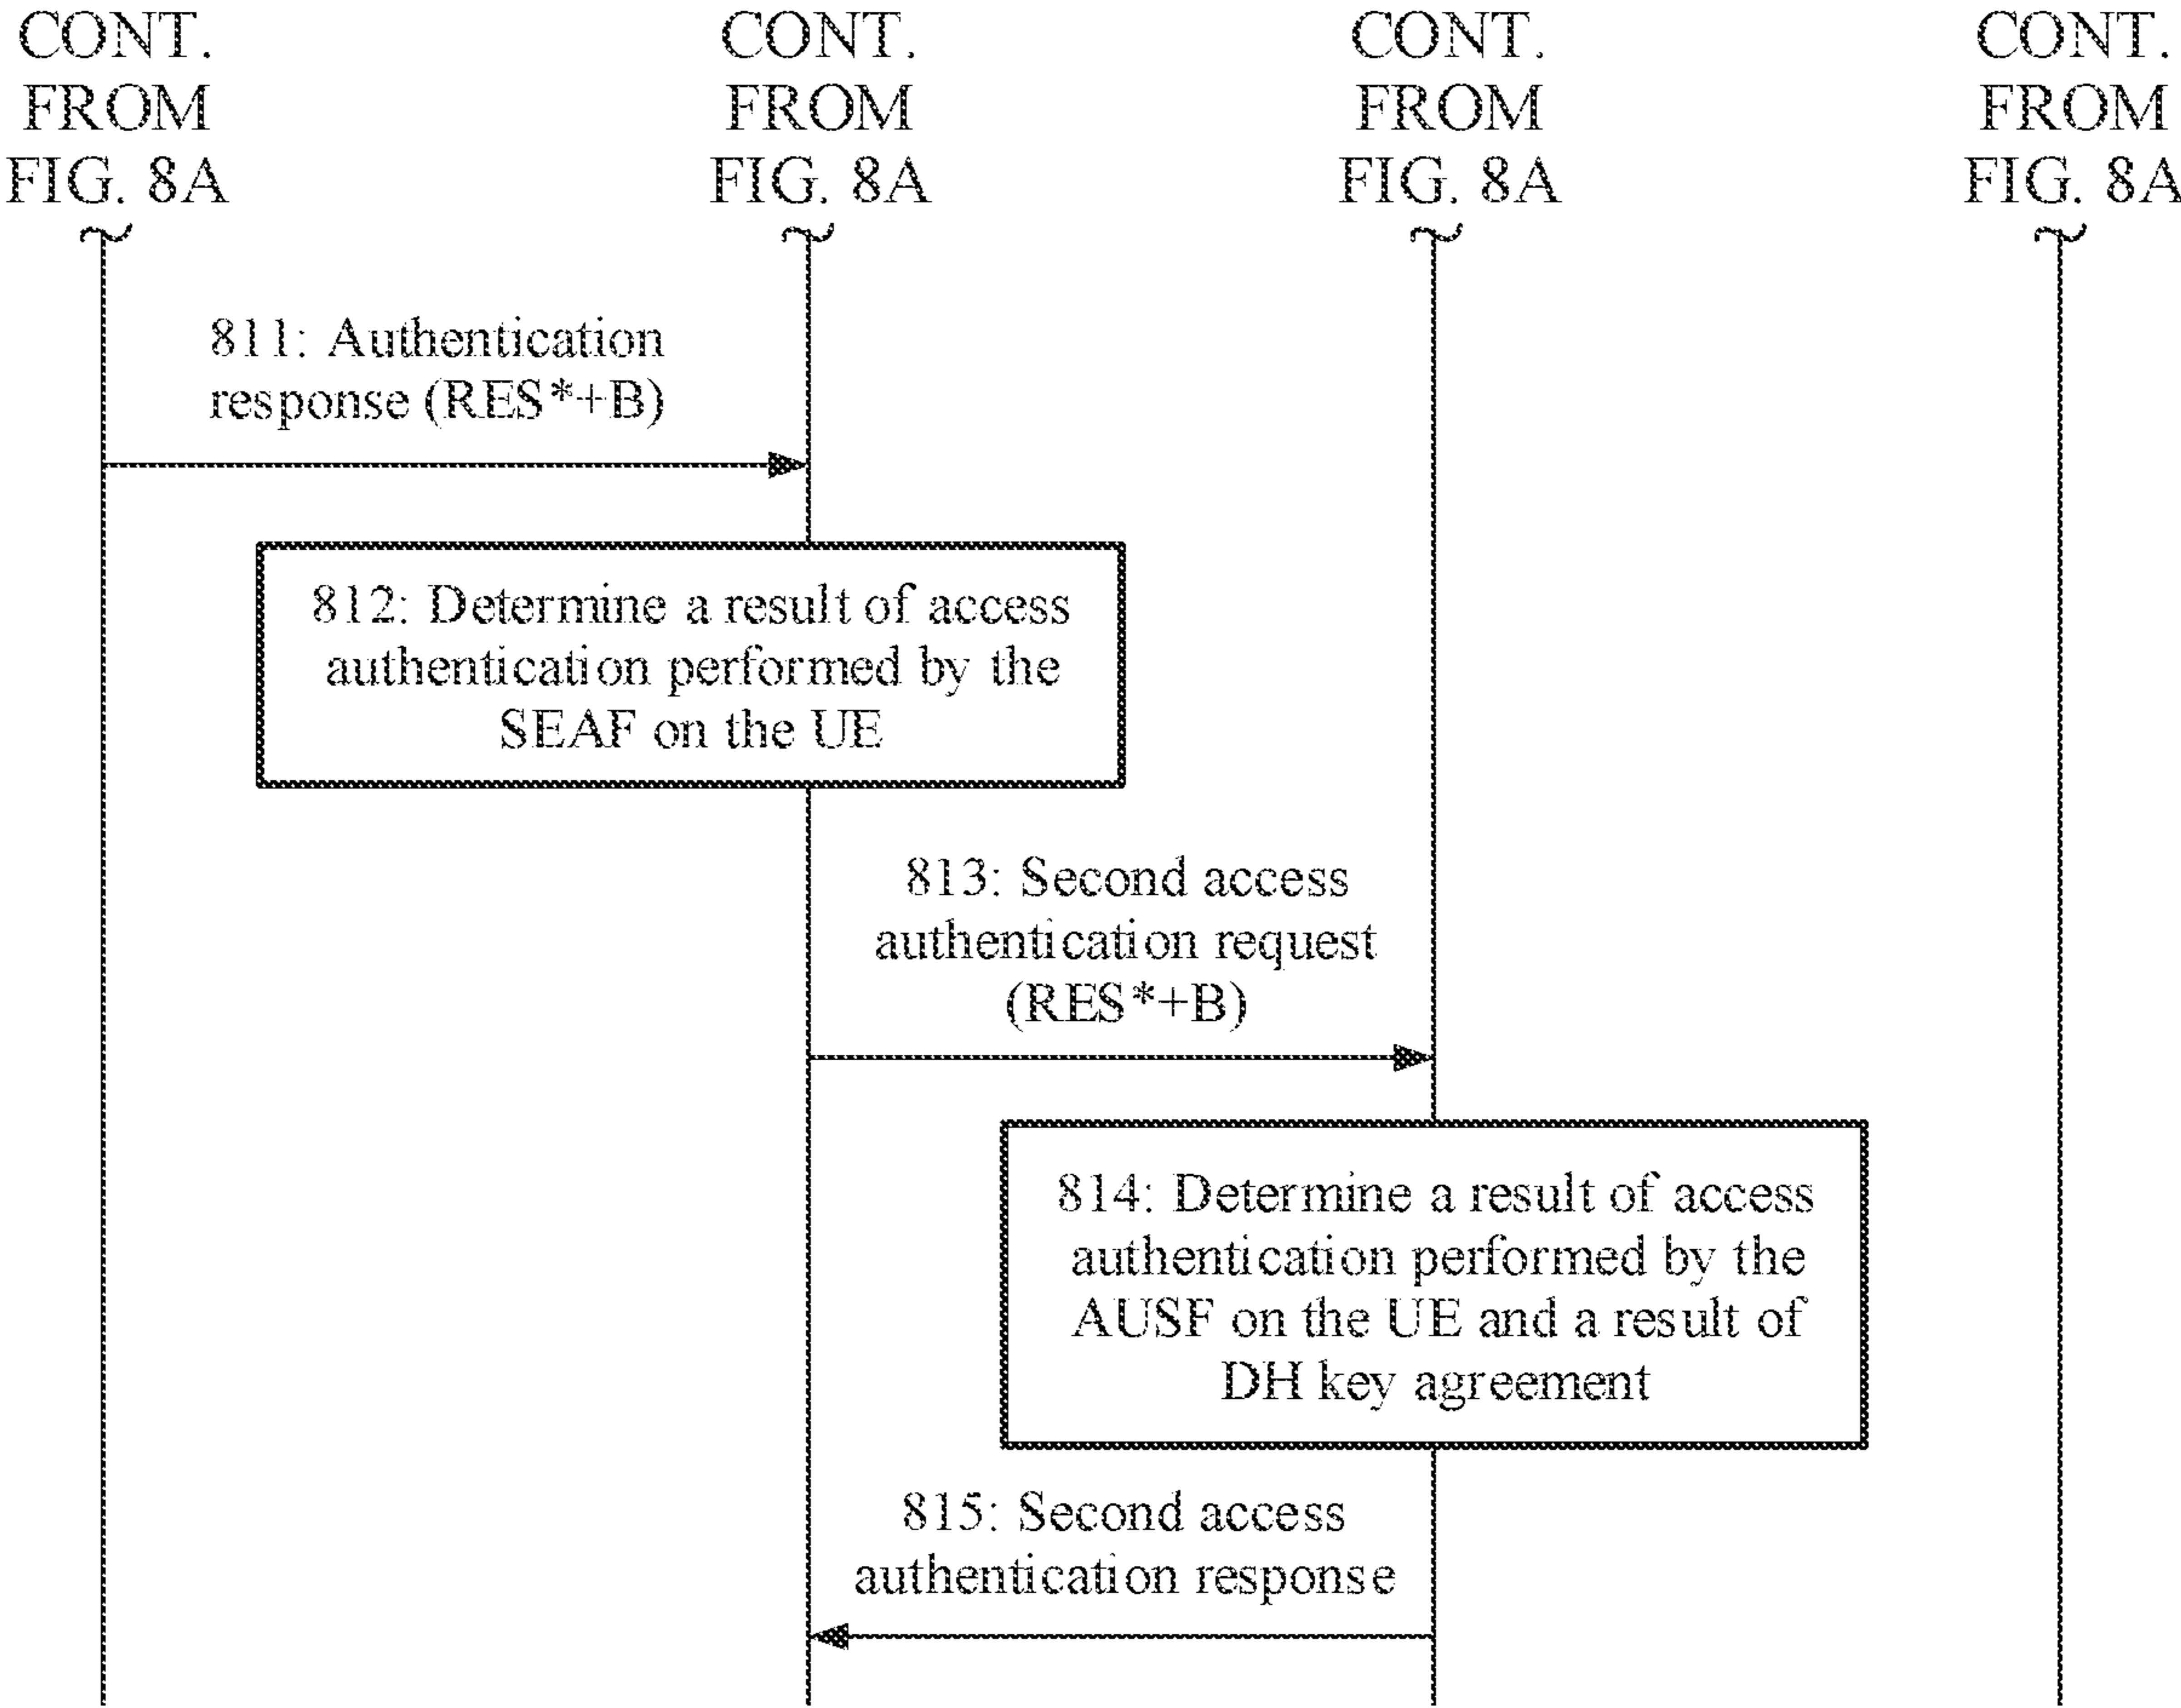 CONT. FROM FIG. 8A
CONT. FROM FIG. 8A
CONT. FROM FIG. 8A
CONT. FROM FIG. 8A
811: Authentication
response (RES*+B)
812: Determine a result of access
authentication performed by the
SEAF on the UE
813: Second access
authentication request
(RES*+B)
814: Determine a result of access
authentication performed by the
AUSF on the UE and a result of
DH key agreement
815: Second access
authentication response